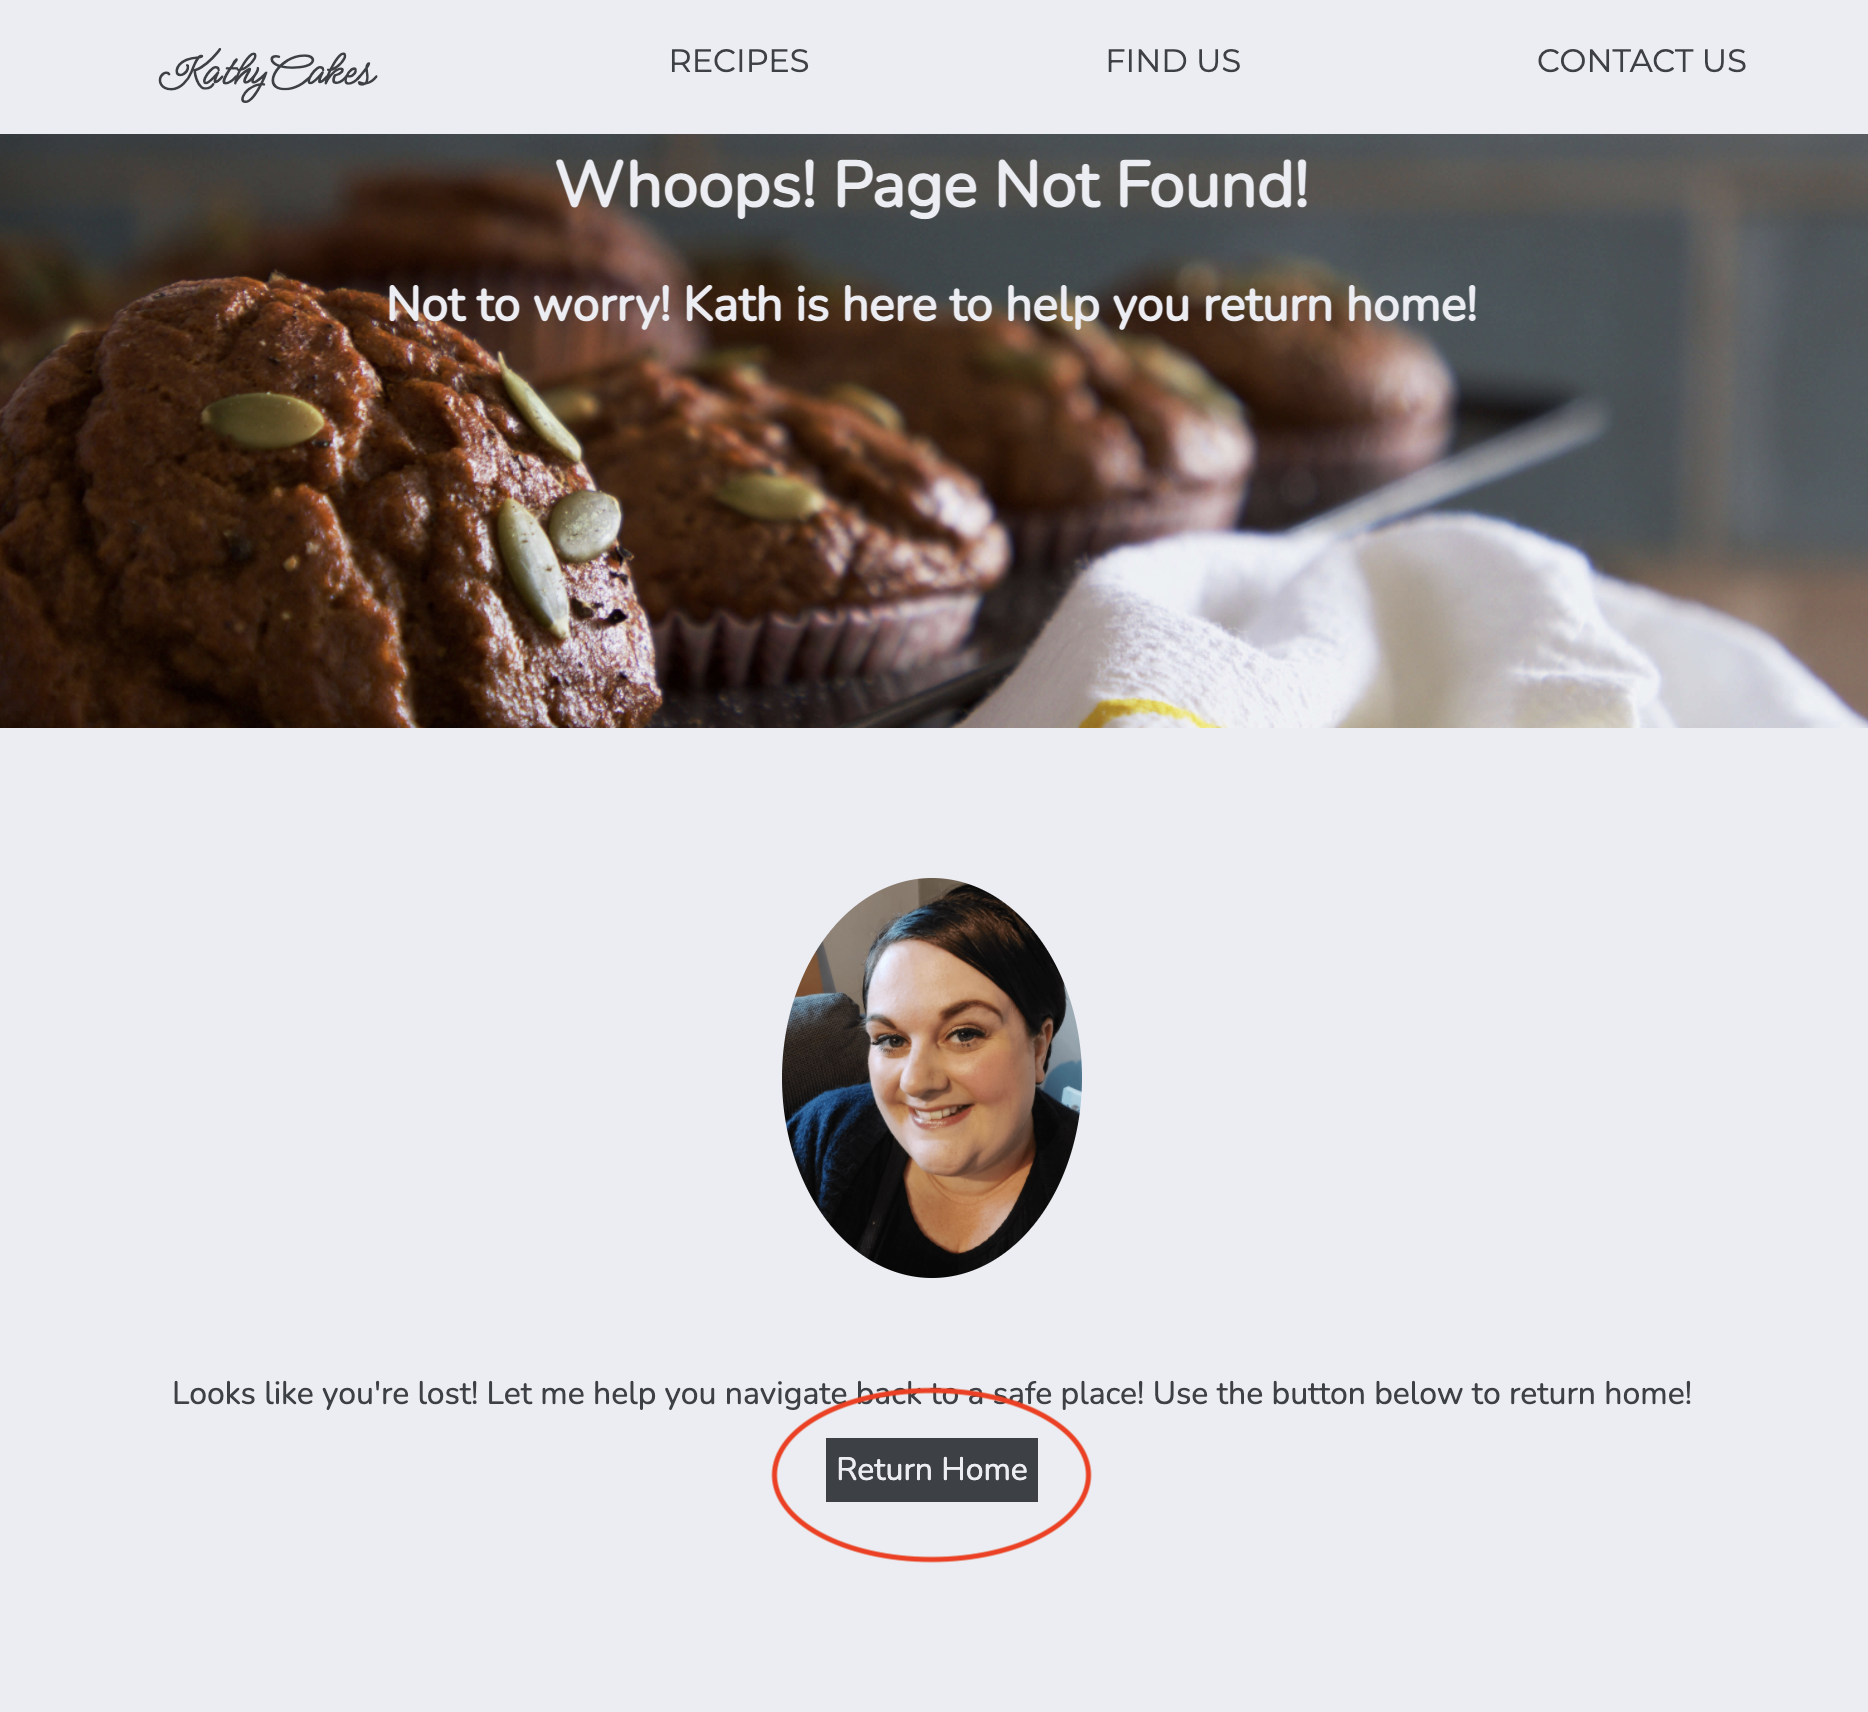 KathyCakes
RECIPES
FIND US
CONTACT US
Whoops! Page Not Found!
Not to worry! Kath is here to help you return home!
Looks like you're lost! Let me help you navigate back to a safe place! Use the button below to return home!
Return Home